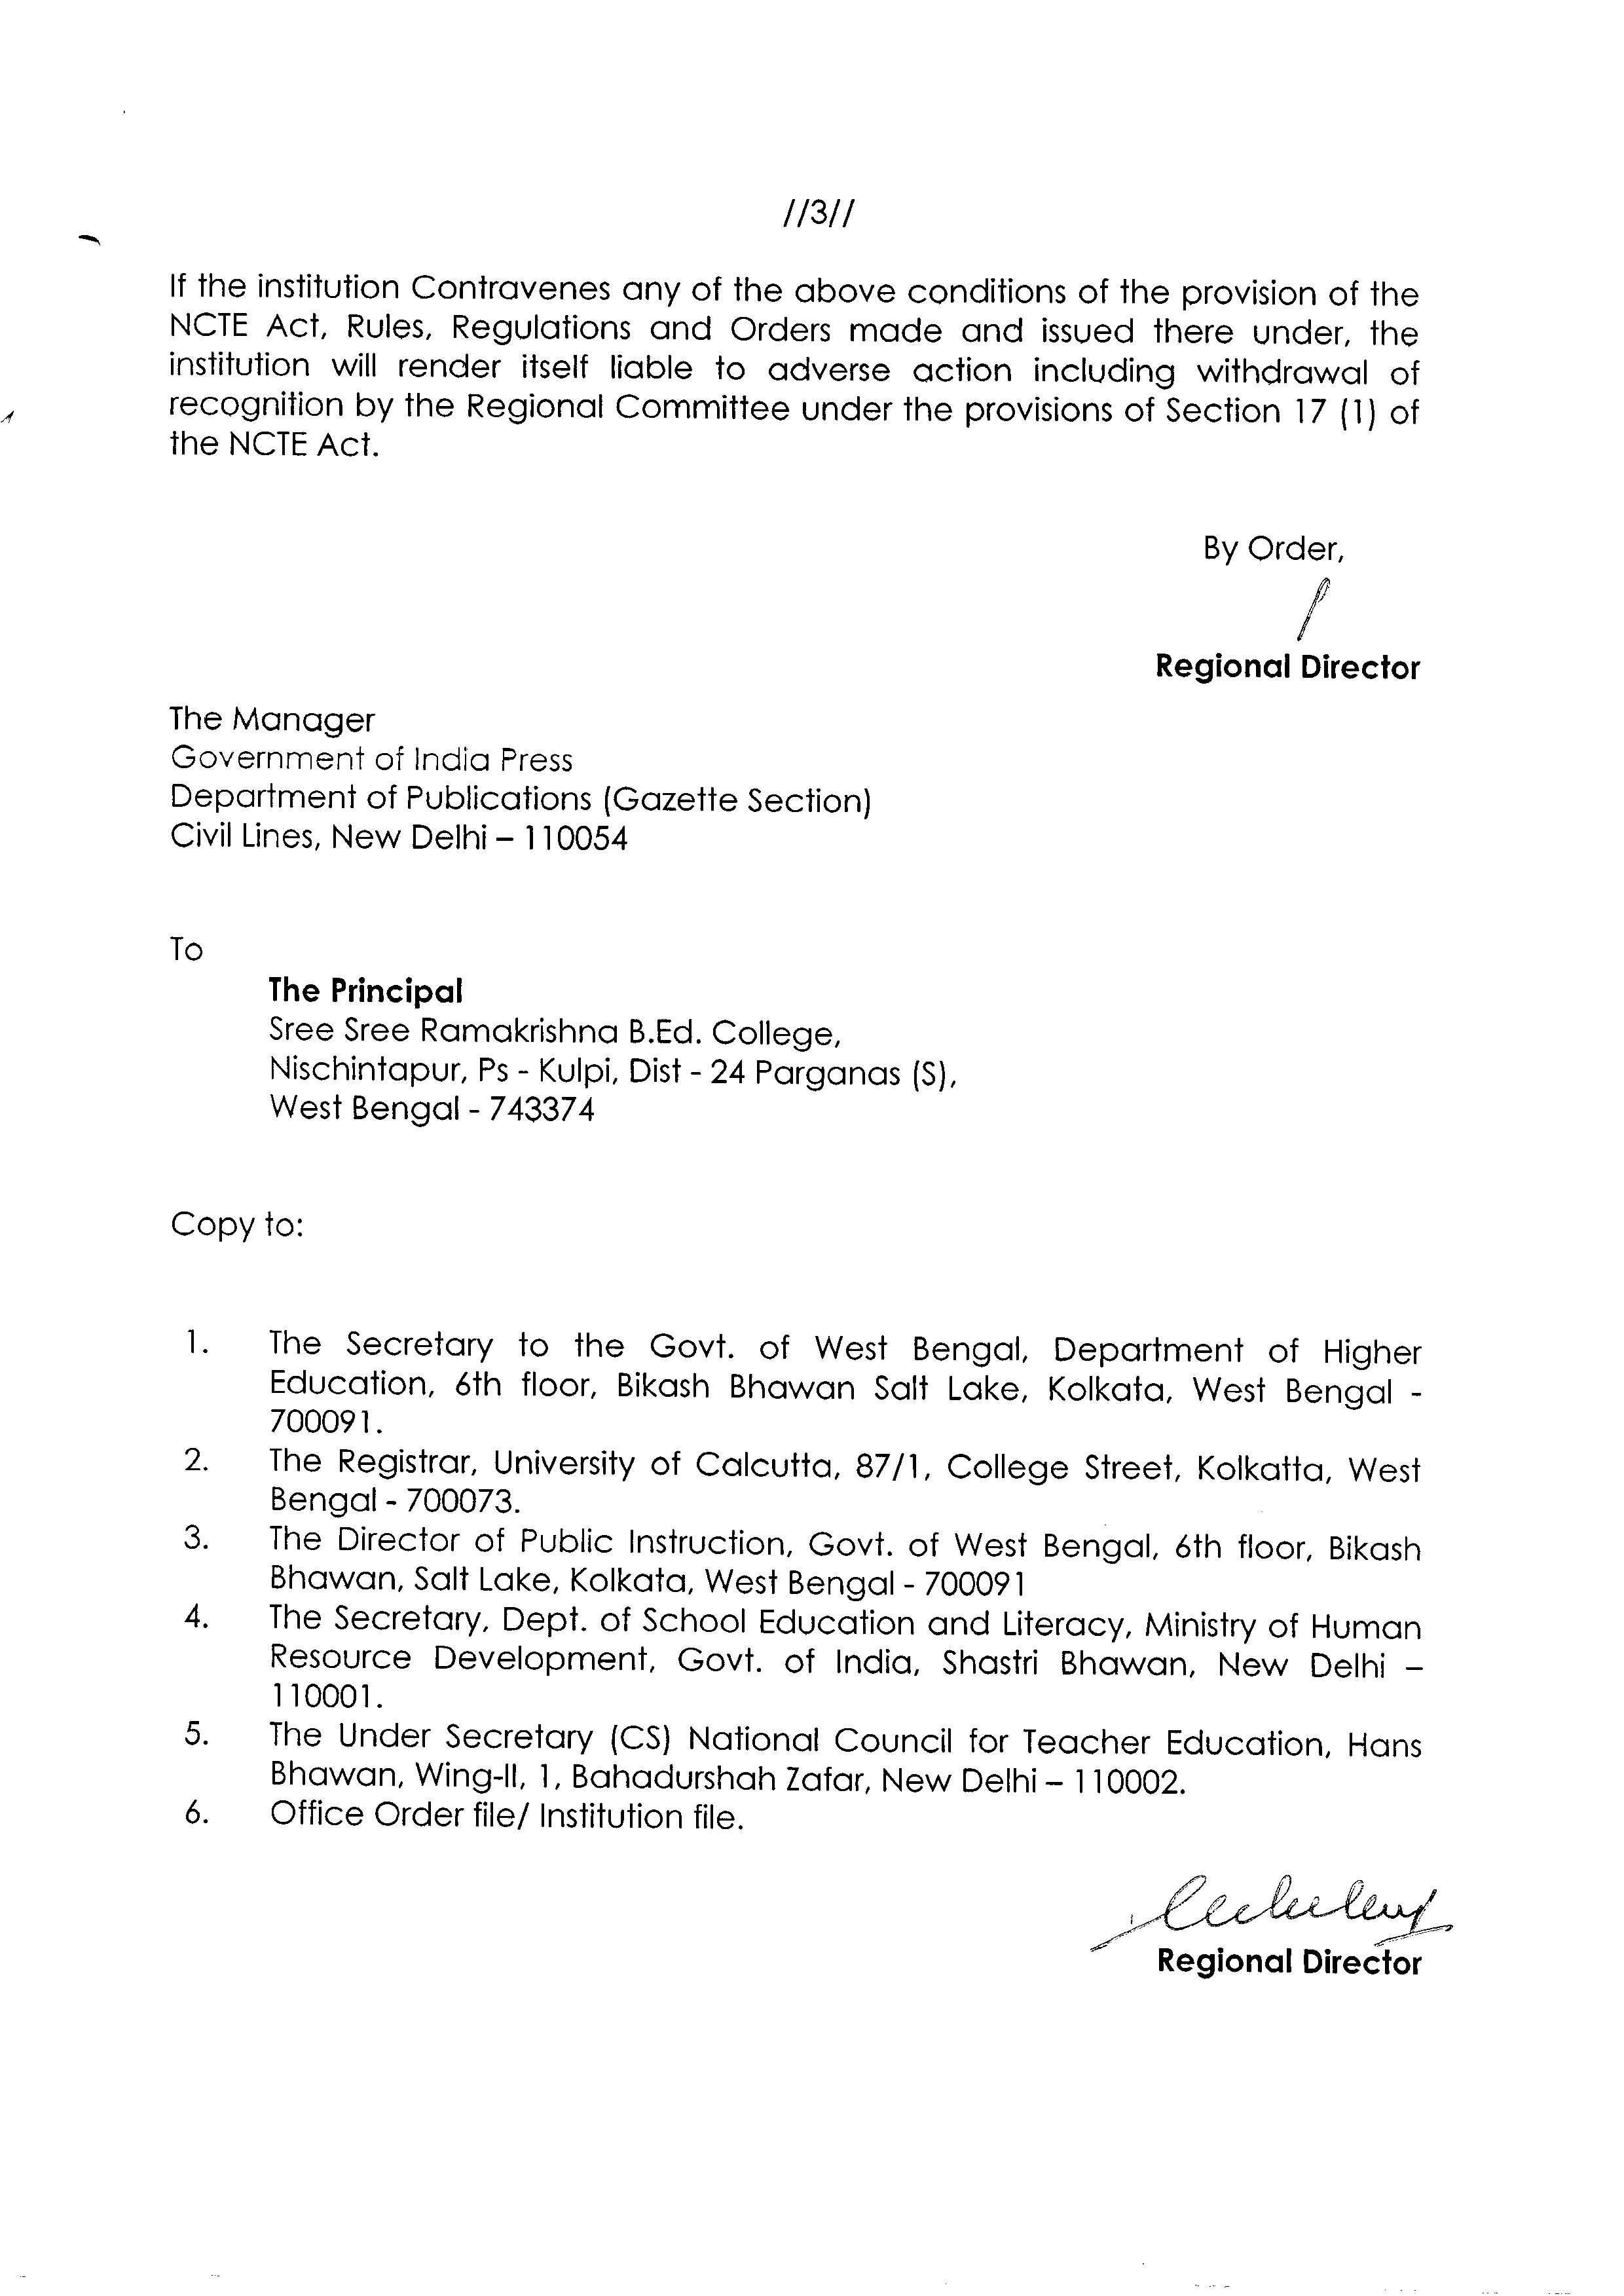 //3//
If the institution Contravenes any of the above conditions of the provision of the
NCTE Act, Rules, Regulations and Orders made and issued there under, the
institution will render itself liable to adverse action including withdrawal of
recognition by the Regional Committee under the provisions of Section 17 (1) of
the NCTE Act.
By Order,
Regional Director
The Manager
Government of India Press
Department of Publications (Gazette Section)
Civil Lines, New Delhi – 110054
To
The Principal
Sree Sree Ramakrishna B.Ed. College,
Nischintapur, Ps - Kulpi, Dist - 24 Parganas (S),
West Bengal - 743374
Copy to:
1. The Secretary to the Govt. of West Bengal, Department of Higher
Education, 6th floor, Bikash Bhawan Salt Lake, Kolkata, West Bengal -
700091.
2. The Registrar, University of Calcutta, 87/1, College Street, Kolkatta, West
Bengal - 700073.
3. The Director of Public Instruction, Govt. of West Bengal, 6th floor, Bikash
Bhawan, Salt Lake, Kolkata, West Bengal - 700091
4. The Secretary, Dept. of School Education and Literacy, Ministry of Human
Resource Development, Govt. of India, Shastri Bhawan, New Delhi –
110001.
5. The Under Secretary (CS) National Council for Teacher Education, Hans
Bhawan, Wing-II, 1, Bahadurshah Zafar, New Delhi – 110002.
6. Office Order file/ Institution file.
Regional Director